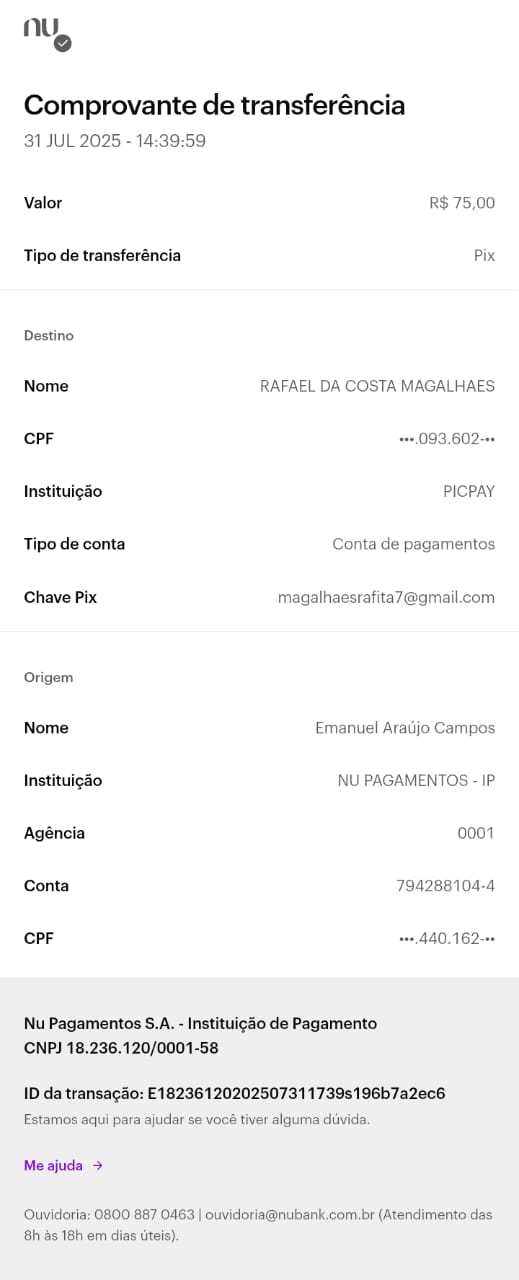 nu
Comprovante de transferência
31 JUL 2025 - 14:39:59
Valor R$ 75,00
Tipo de transferência Pix
Destino
Nome RAFAEL DA COSTA MAGALHAES
CPF •••.093.602-••
Instituição PICPAY
Tipo de conta Conta de pagamentos
Chave Pix magalhaesrafita7@gmail.com
Origem
Nome Emanuel Araújo Campos
Instituição NU PAGAMENTOS - IP
Agência 0001
Conta 794288104-4
CPF •••.440.162-••
Nu Pagamentos S.A. - Instituição de Pagamento
CNPJ 18.236.120/0001-58
ID da transação: E18236120202507311739s196b7a2ec6
Estamos aqui para ajudar se você tiver alguma dúvida.
Me ajuda →
Ouvidoria: 0800 887 0463 | ouvidoria@nubank.com.br (Atendimento das
8h às 18h em dias úteis).